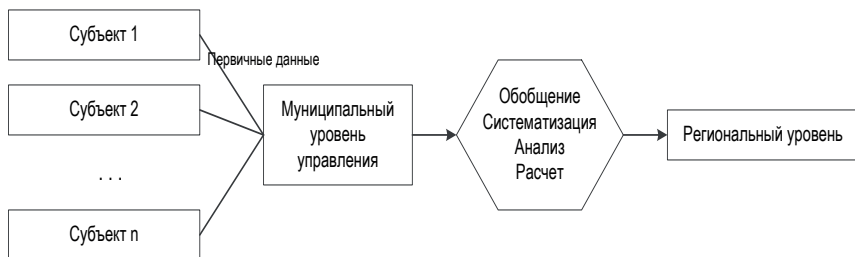 Субъект 1
Первичные данные
Субъект 2
. . .
Субъект n
Муниципальный
уровень
управления
Обобщение
Систематизация
Анализ
Расчет
Региональный уровень